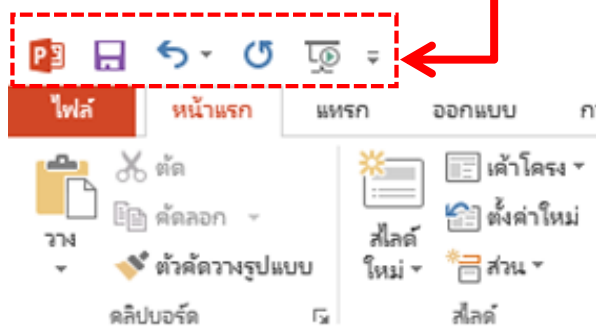 ไฟล์ หน้าแรก แทรก ออกแบบ
ตัด
คัดลอก
ตัวคัดวางรูปแบบ
วาง
คลิปบอร์ด
เค้าโครง
ตั้งค่าใหม่
ส่วน
สไลด์
ใหม่
สไลด์